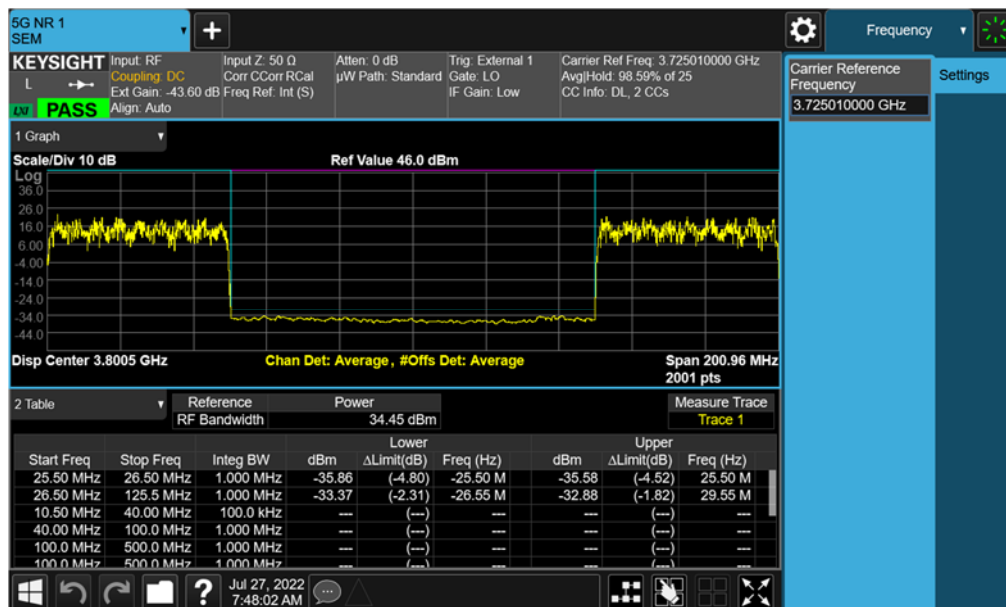 5G NR 1
SEM
+
Frequency
KEYSIGHT
L
LXI PASS
Input: RF
Coupling: DC
Ext Gain: -43.60 dB
Align: Auto
Input Z: 50 Ω
Corr CCorr RCal
Freq Ref: Int (S)
Atten: 0 dB
µW Path: Standard
Trig: External 1
Gate: LO
IF Gain: Low
Carrier Ref Freq: 3.725010000 GHz
Avg|Hold: 98.59% of 25
CC Info: DL, 2 CCs
Carrier Reference
Frequency
3.725010000 GHz
Settings
1 Graph
Scale/Div 10 dB Ref Value 46.0 dBm
Log
36.0
26.0
16.0
6.00
-4.00
-14.0
-24.0
-34.0
-44.0
Disp Center 3.8005 GHz Chan Det: Average, #Offs Det: Average Span 200.96 MHz
2001 pts
2 Table Reference Power Measure Trace
RF Bandwidth 34.45 dBm Trace 1
Lower Upper
Start Freq Stop Freq Integ BW dBm ΔLimit(dB) Freq (Hz) dBm ΔLimit(dB) Freq (Hz)
25.50 MHz 26.50 MHz 1.000 MHz -35.86 (-4.80) -25.50 M -35.58 (-4.52) 25.50 M
26.50 MHz 125.5 MHz 1.000 MHz -33.37 (-2.31) -26.55 M -32.88 (-1.82) 29.55 M
10.50 MHz 40.00 MHz 100.0 kHz --- (---) --- --- (---) ---
40.00 MHz 100.0 MHz 1.000 MHz --- (---) --- --- (---) ---
100.0 MHz 500.0 MHz 1.000 MHz --- (---) --- --- (---) ---
100.0 MHz 500.0 MHz 1.000 MHz --- (---) --- --- (---) ---
? Jul 27, 2022
7:48:02 AM